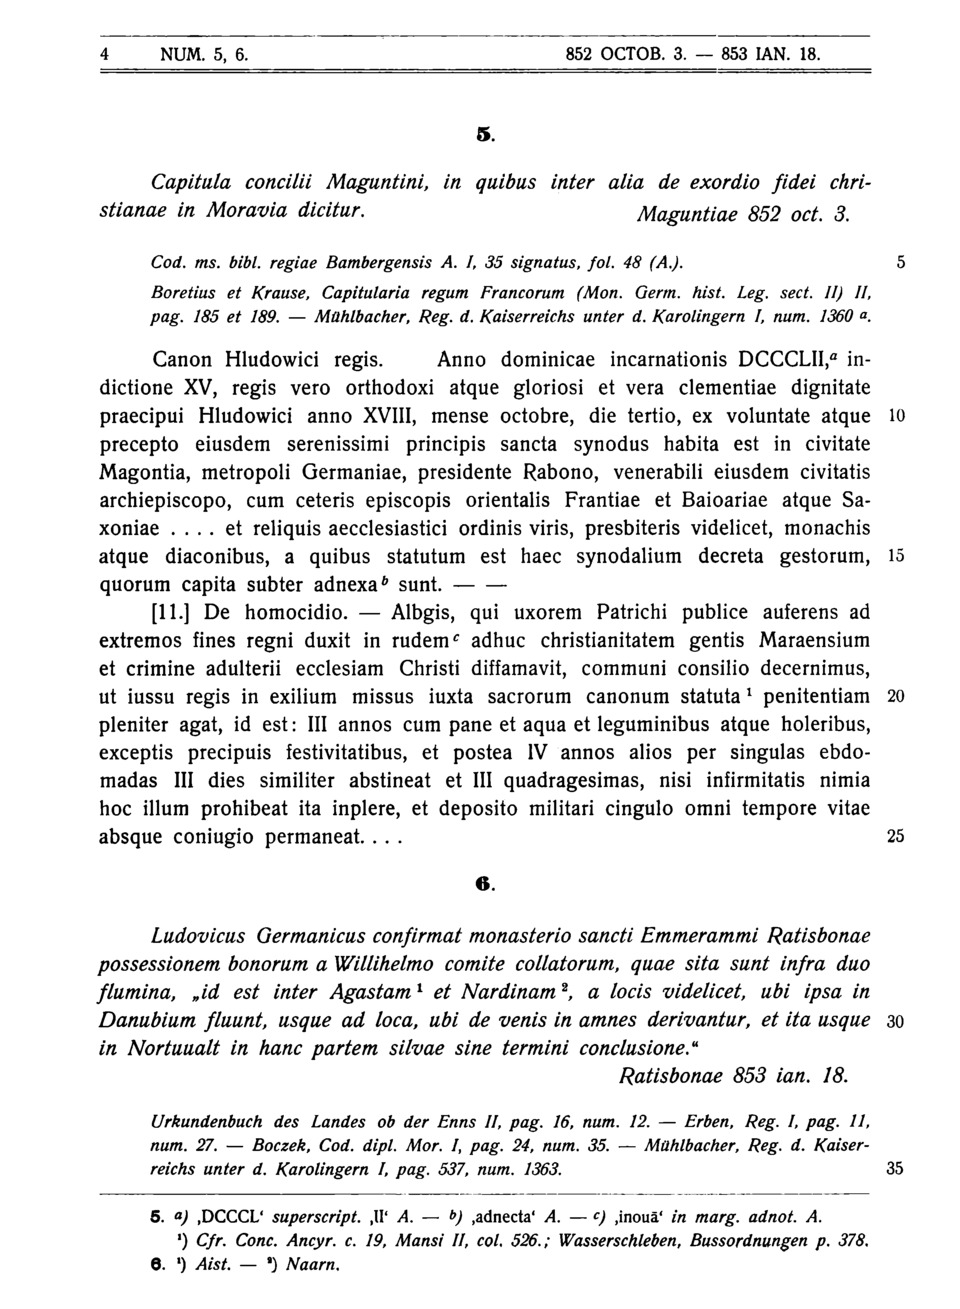 4 NUM. 5, 6. 852 OCTOB. 3. — 853 IAN. 18.
5.
Capitula concilii Maguntini, in quibus inter alia de exordio fidei chri-
stianae in Moravia dicitur. Maguntiae 852 oct. 3.
Cod. ms. bibl. regiae Bambergensis A. I, 35 signatus, fol. 48 (A.). 5
Boretius et Krause, Capitularia regum Francorum (Mon. Germ. hist. Leg. sect. II) II,
pag. 185 et 189. — Mühlbacher, Reg. d. Kaiserreichs unter d. Karolingern I, num. 1360 a.
Canon Hludowici regis. Anno dominicae incarnationis DCCCLII,a in-
dictione XV, regis vero orthodoxi atque gloriosi et vera clementiae dignitate
praecipui Hludowici anno XVIII, mense octobre, die tertio, ex voluntate atque 10
precepto eiusdem serenissimi principis sancta synodus habita est in civitate
Magontia, metropoli Germaniae, presidente Rabono, venerabili eiusdem civitatis
archiepiscopo, cum ceteris episcopis orientalis Frantiae et Baioariae atque Sa-
xoniae .... et reliquis aecclesiastici ordinis viris, presbiteris videlicet, monachis
atque diaconibus, a quibus statutum est haec synodalium decreta gestorum, 15
quorum capita subter adnexa b sunt. — —
[11.] De homocidio. — Albgis, qui uxorem Patrichi publice auferens ad
extremos fines regni duxit in rudem c adhuc christianitatem gentis Maraensium
et crimine adulterii ecclesiam Christi diffamavit, communi consilio decernimus,
ut iussu regis in exilium missus iuxta sacrorum canonum statuta 1 penitentiam 20
pleniter agat, id est: III annos cum pane et aqua et leguminibus atque holeribus,
exceptis precipuis festivitatibus, et postea IV annos alios per singulas ebdo-
madas III dies similiter abstineat et III quadragesimas, nisi infirmitatis nimia
hoc illum prohibeat ita inplere, et deposito militari cingulo omni tempore vitae
absque coniugio permaneat.... 25
6.
Ludovicus Germanicus confirmat monasterio sancti Emmerammi Ratisbonae
possessionem bonorum a Willihelmo comite collatorum, quae sita sunt infra duo
flumina, „id est inter Agastam 1 et Nardinam 2, a locis videlicet, ubi ipsa in
Danubium fluunt, usque ad loca, ubi de venis in amnes derivantur, et ita usque 30
in Nortuualt in hanc partem silvae sine termini conclusione.“
Ratisbonae 853 ian. 18.
Urkundenbuch des Landes ob der Enns II, pag. 16, num. 12. — Erben, Reg. I, pag. 11,
num. 27. — Boczek, Cod. dipl. Mor. I, pag. 24, num. 35. — Mühlbacher, Reg. d. Kaiser-
reichs unter d. Karolingern I, pag. 537, num. 1363. 35
5. a) ‚DCCCL‘ superscript. ‚II‘ A. — b) ‚adnecta‘ A. — c) ‚inouā‘ in marg. adnot. A.
1) Cfr. Conc. Ancyr. c. 19, Mansi II, col. 526.; Wasserschleben, Bussordnungen p. 378.
6. 1) Aist. — 2) Naarn.